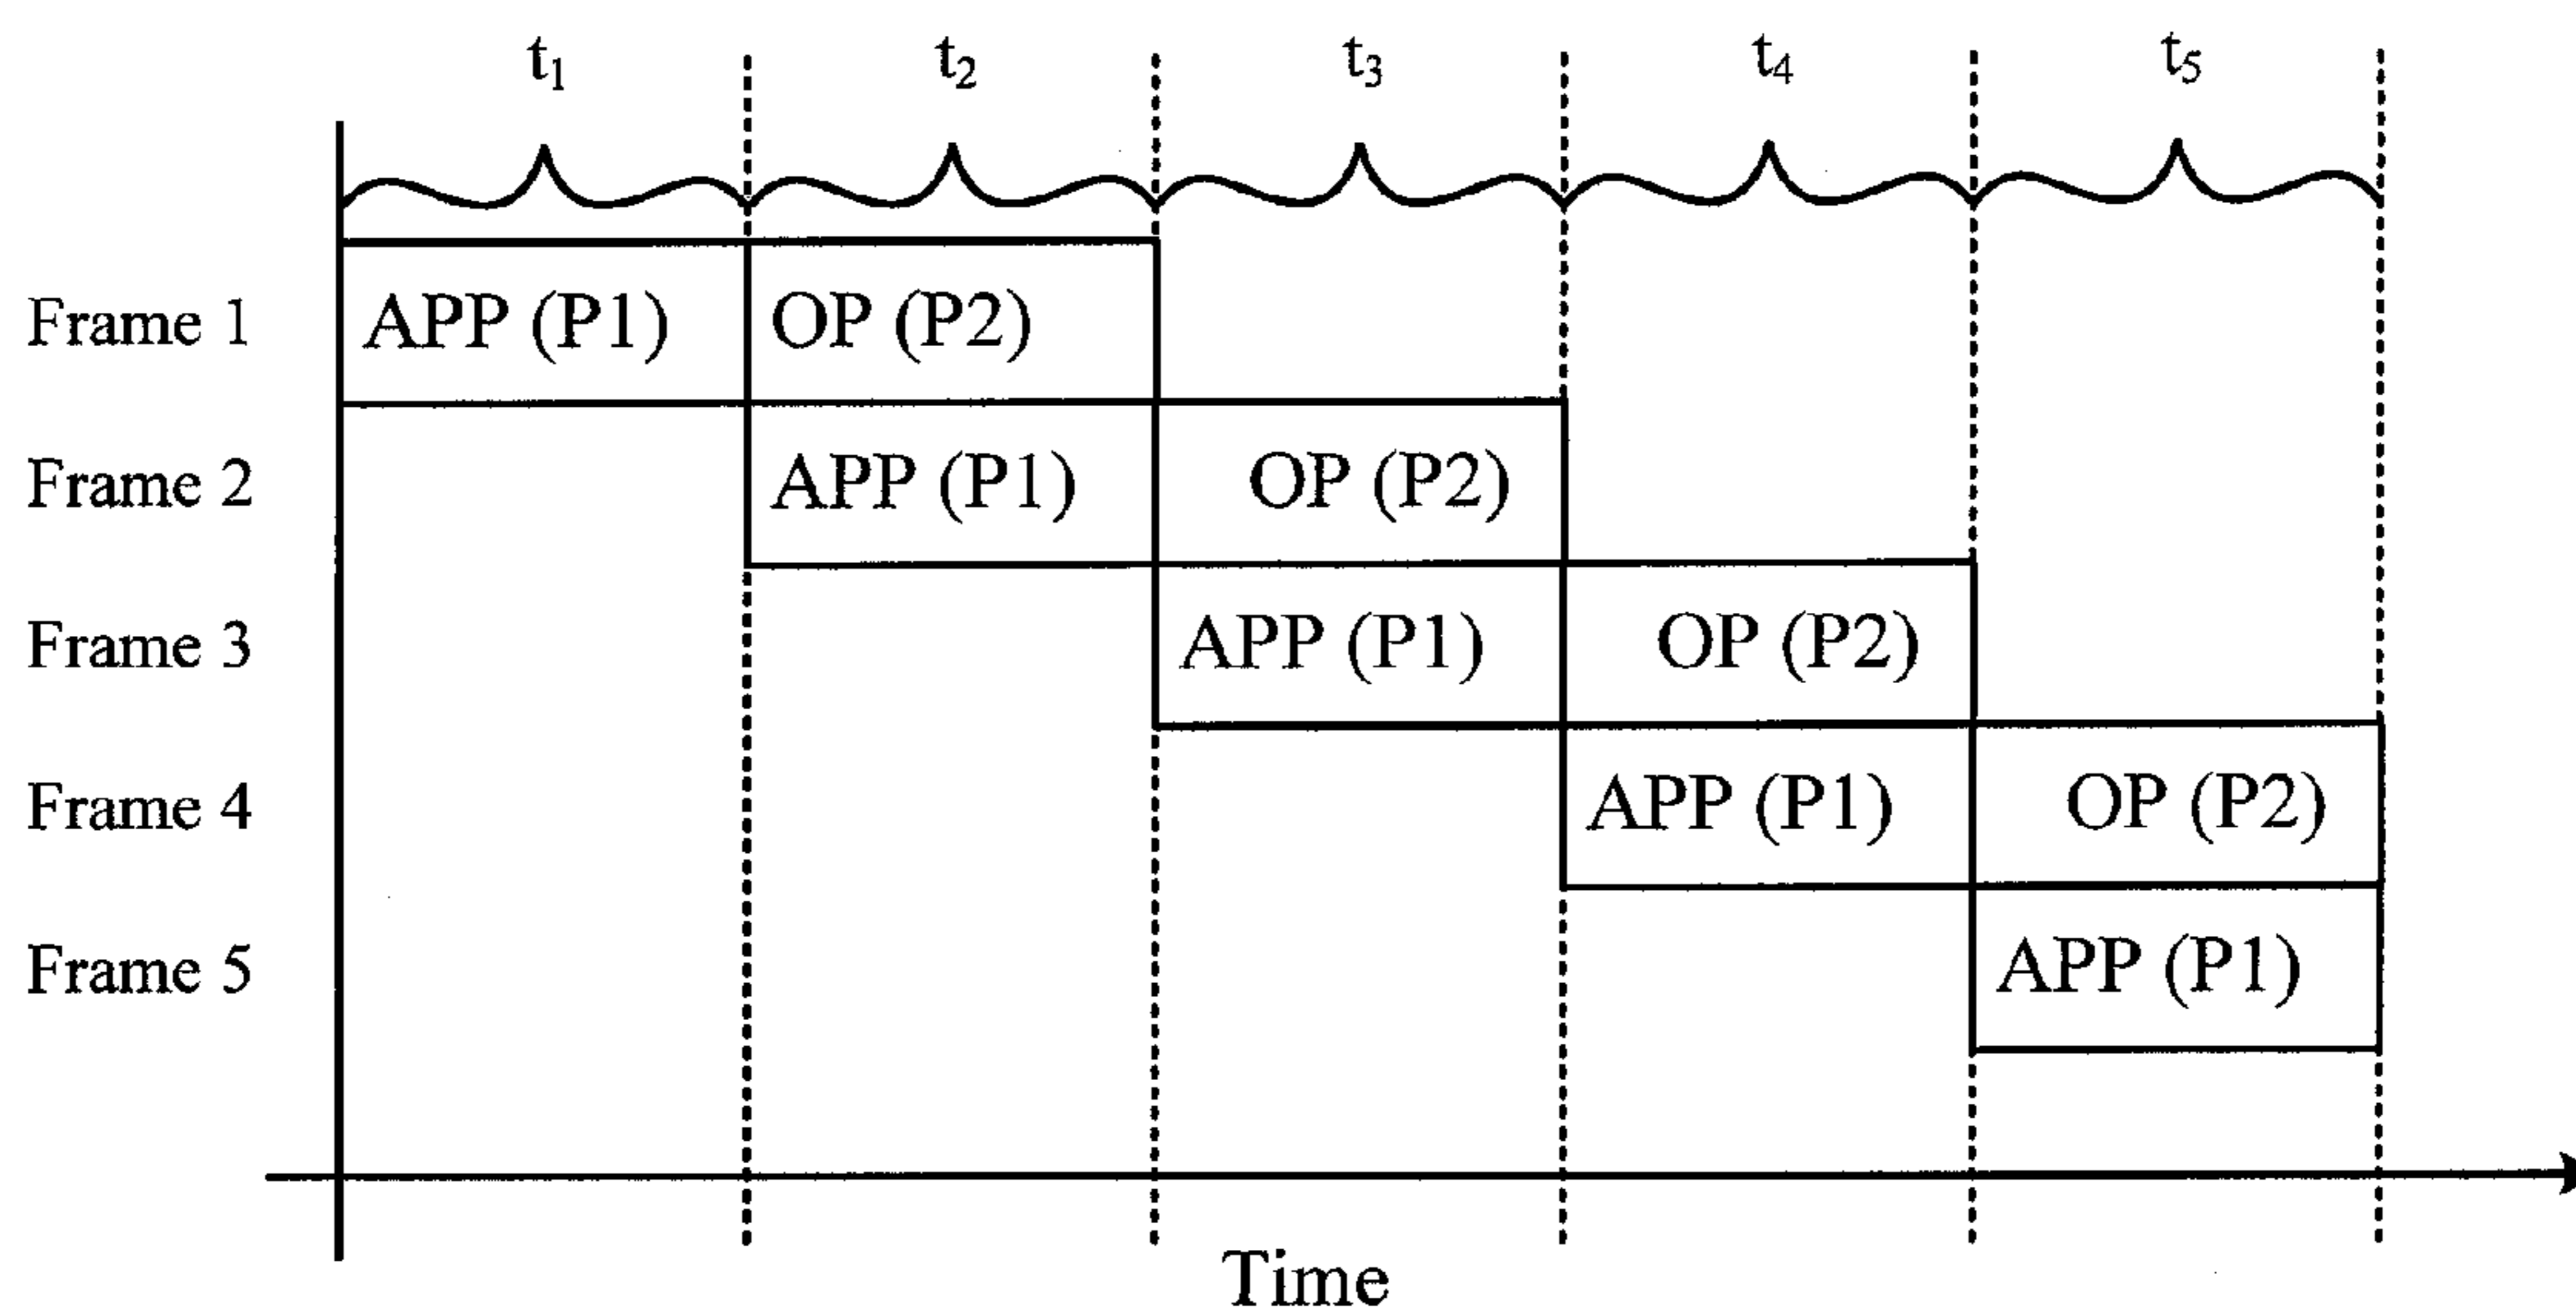 t₁ t₂ t₃ t₄ t₅
Frame 1 APP (P1) OP (P2)
Frame 2 APP (P1) OP (P2)
Frame 3 APP (P1) OP (P2)
Frame 4 APP (P1) OP (P2)
Frame 5 APP (P1)
Time